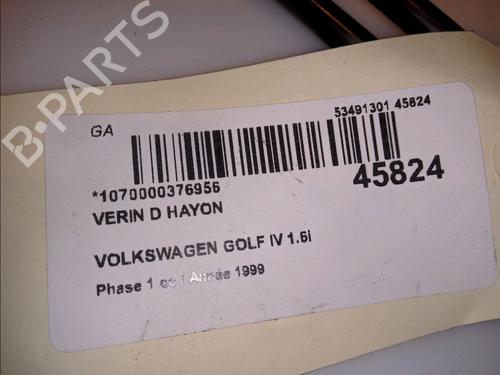 B-PARTS
GA
53491301 45824
*1070000376956
45824
VERIN D HAYON
VOLKSWAGEN GOLF IV 1.6i
Phase 1 Année 1999